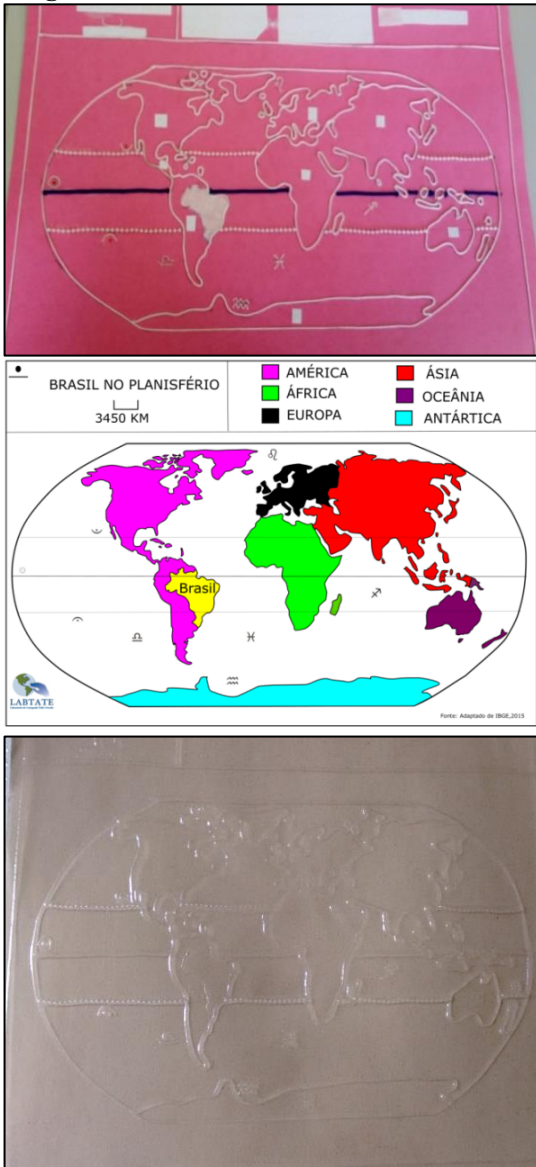 BRASIL NO PLANISFÉRIO
3450 KM
AMÉRICA
ÁFRICA
EUROPA
ÁSIA
OCEÂNIA
ANTÁRTICA
Brasil
LABTATE
Fonte: Adaptado de IBGE,2015